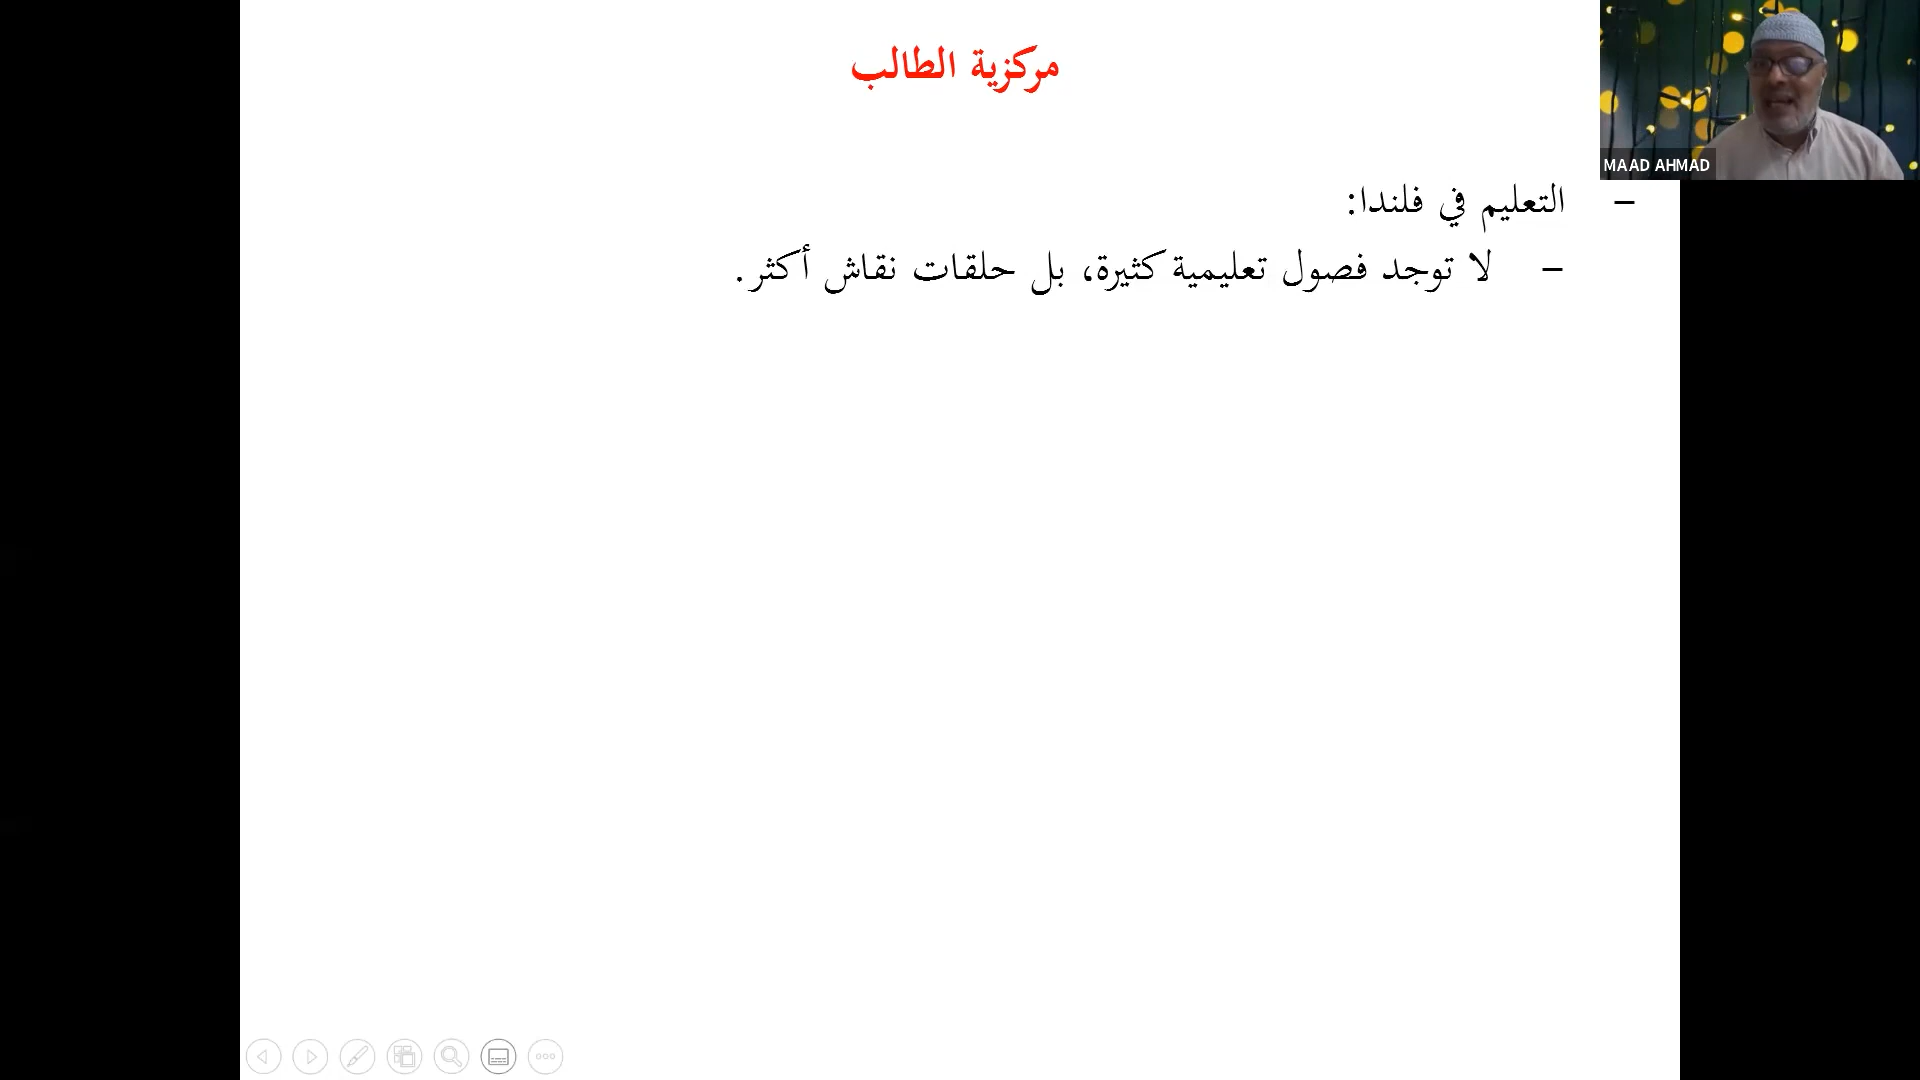 مركزية الطالب
MAAD AHMAD
– التعليم في فلندا:
– لا توجد فصول تعليمية كثيرة، بل حلقات نقاش أكثر.